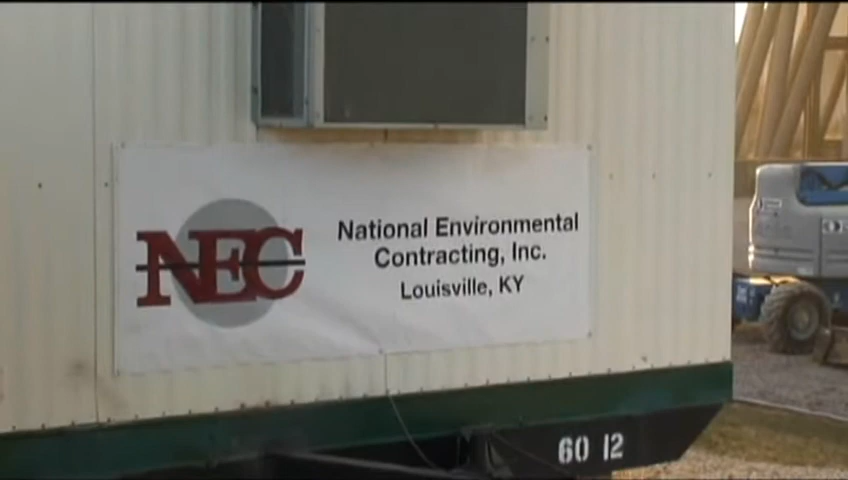 NEC
National Environmental
Contracting, Inc.
Louisville, KY
60 12